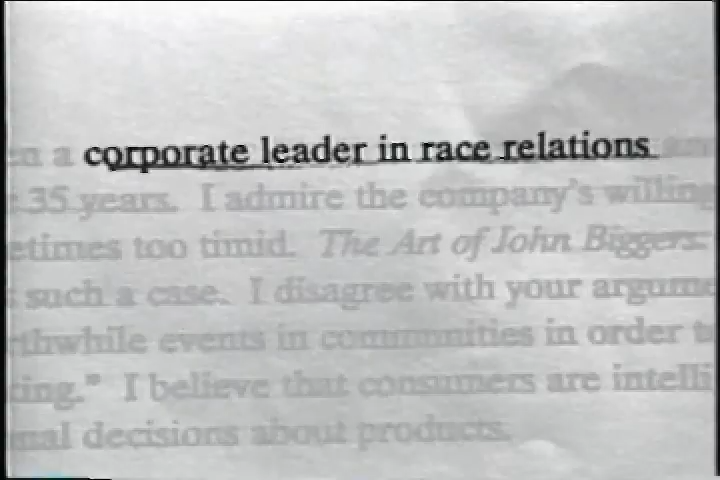 a corporate leader in race relations
35 years. I admire the company's willing
etimes too timid. The Art of John Biggers
such a case. I disagree with your argume
thwhile events in communities in order t
ing." I believe that consumers are intelli
nal decisions about products.